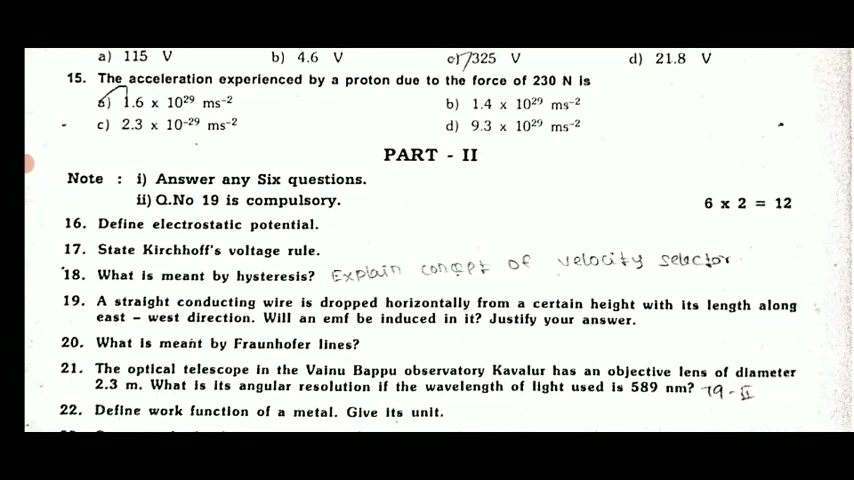 a) 115 V b) 4.6 V c) 325 V d) 21.8 V
15. The acceleration experienced by a proton due to the force of 230 N is
a) 1.6 x 10²⁹ ms⁻² b) 1.4 x 10²⁹ ms⁻²
c) 2.3 x 10⁻²⁹ ms⁻² d) 9.3 x 10²⁹ ms⁻²
PART - II
Note : i) Answer any Six questions.
ii) Q.No 19 is compulsory. 6 x 2 = 12
16. Define electrostatic potential.
17. State Kirchhoff's voltage rule.
18. What is meant by hysteresis? Explain concept of velocity selector
19. A straight conducting wire is dropped horizontally from a certain height with its length along
east – west direction. Will an emf be induced in it? Justify your answer.
20. What is meant by Fraunhofer lines?
21. The optical telescope in the Vainu Bappu observatory Kavalur has an objective lens of diameter
2.3 m. What is its angular resolution if the wavelength of light used is 589 nm? T9-II
22. Define work function of a metal. Give its unit.